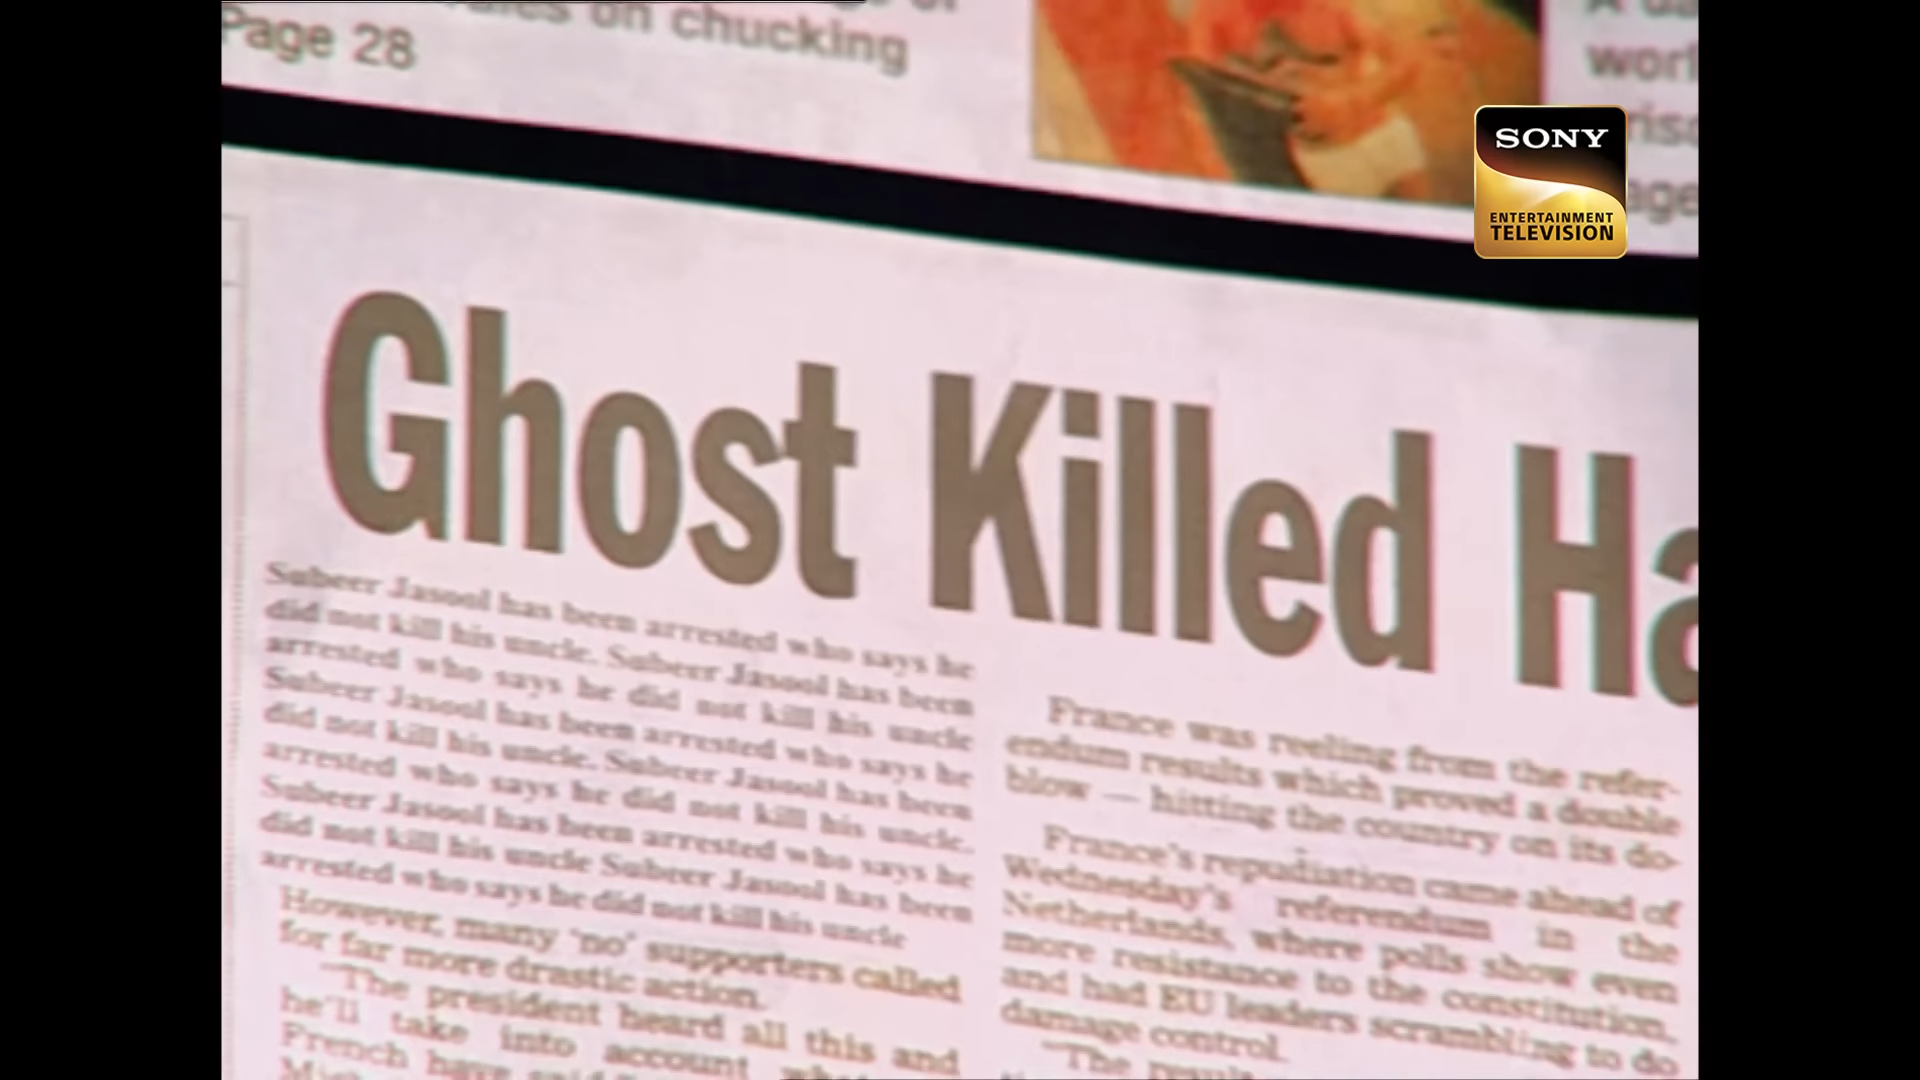 on chucking
Page 28
SONY
ENTERTAINMENT
TELEVISION
Ghost Killed Ha
Subeer Jasool has been arrested who says he
did not kill his uncle. Subeer Jasool has been
arrested who says he did not kill his uncle
Subeer Jasool has been arrested who says he
did not kill his uncle. Subeer Jasool has been
arrested who says he did not kill his uncle.
Subeer Jasool has been arrested who says he
did not kill his uncle Subeer Jasool has been
arrested who says he did not kill his uncle
However, many 'no' supporters called
for far more drastic action.
"The president heard all this and
he'll take into account
French have
France was reeling from the refer-
endum results which proved a double
blow — hitting the country on its do-
France's repudiation came ahead of
Wednesday's referendum in the
Netherlands, where polls show even
more resistance to the constitution,
and had EU leaders scrambling to do
damage control.
"The